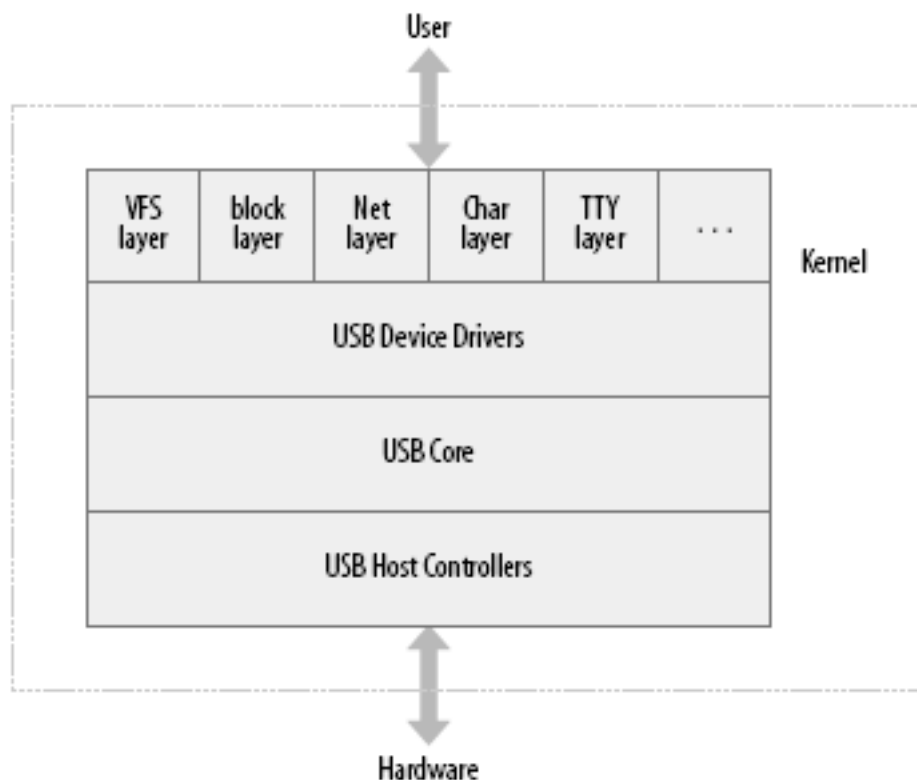 User
VFS
layer
block
layer
Net
layer
Char
layer
TTY
layer
...
Kernel
USB Device Drivers
USB Core
USB Host Controllers
Hardware